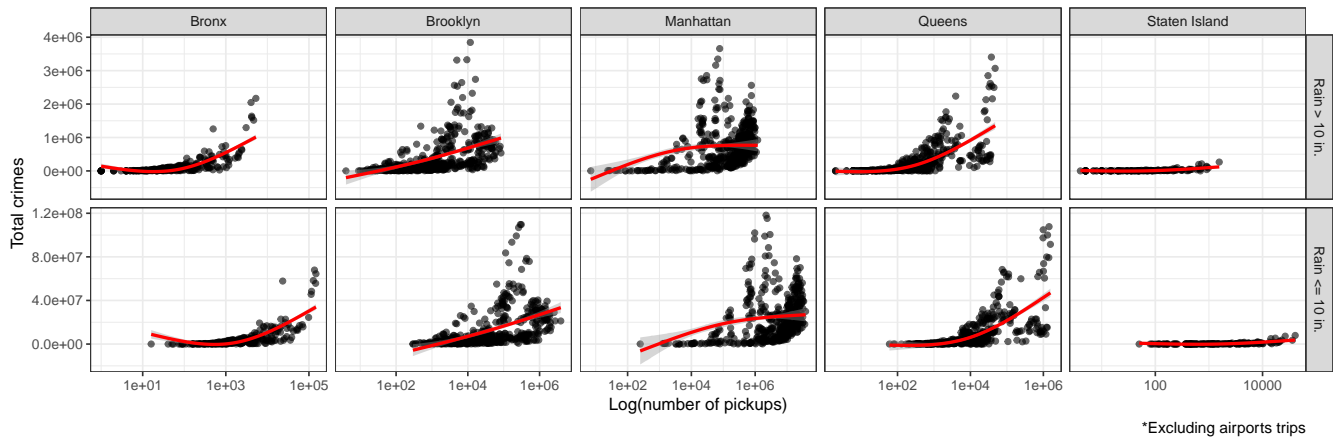 Bronx Brooklyn Manhattan Queens Staten Island
4e+06
3e+06
2e+06
1e+06
0e+00
Rain > 10 in.
Total crimes
1.2e+08
8.0e+07
4.0e+07
0.0e+00
Rain <= 10 in.
1e+01 1e+03 1e+05 1e+02 1e+04 1e+06 1e+02 1e+04 1e+06 1e+02 1e+04 1e+06 100 10000
Log(number of pickups)
*Excluding airports trips